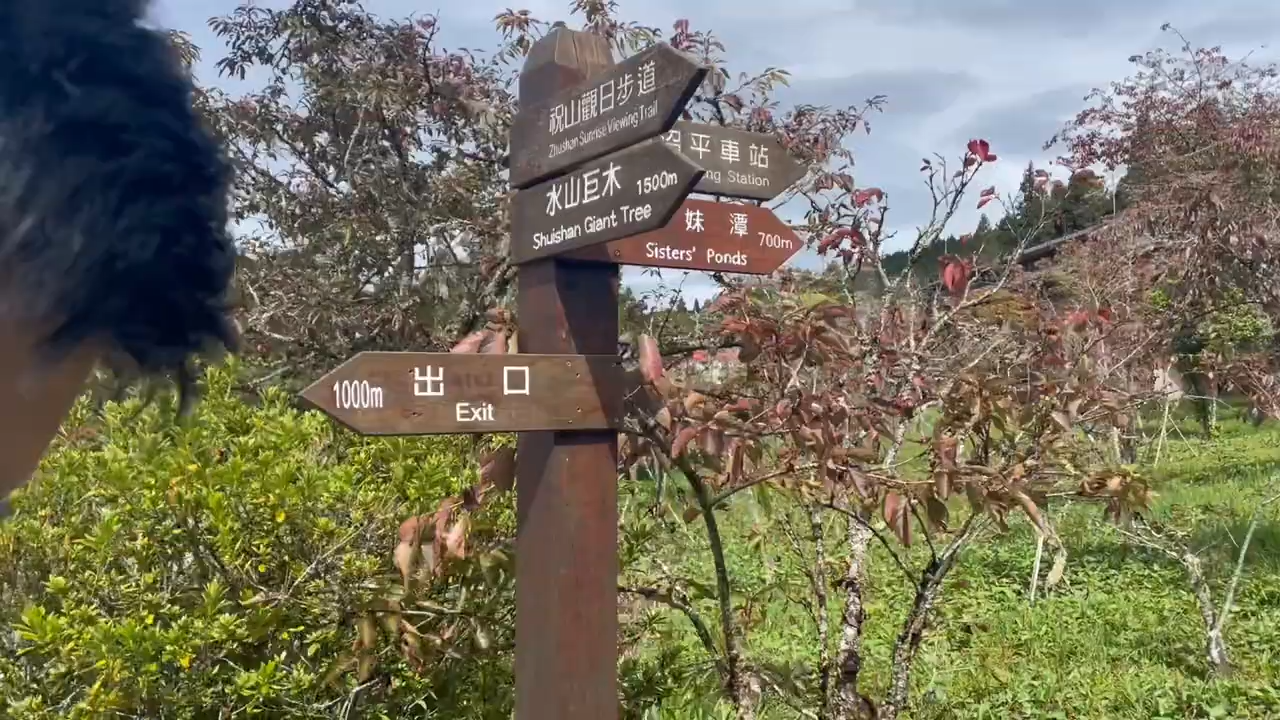 祝山觀日步道
Zhushan Sunrise Viewing Trail
平車站
Station
水山巨木 1500m
Shuishan Giant Tree
妹潭 700m
Sisters' Ponds
1000m 出口
Exit